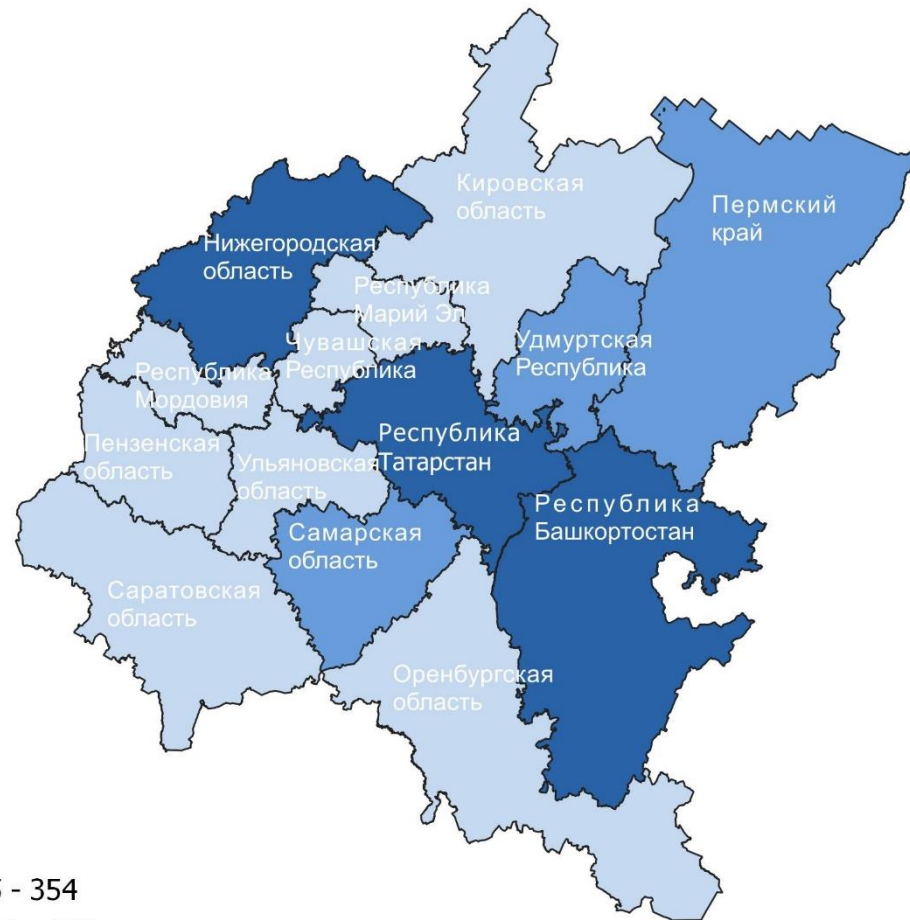 Кировская
область
Пермский
край
Нижегородская
область
Республика
Марий Эл
Чувашская
Республика
Удмуртская
Республика
Республика
Мордовия
Республика
Татарстан
Пензенская
область
Ульяновская
область
Республика
Башкортостан
Самарская
область
Саратовская
область
Оренбургская
область
- 354